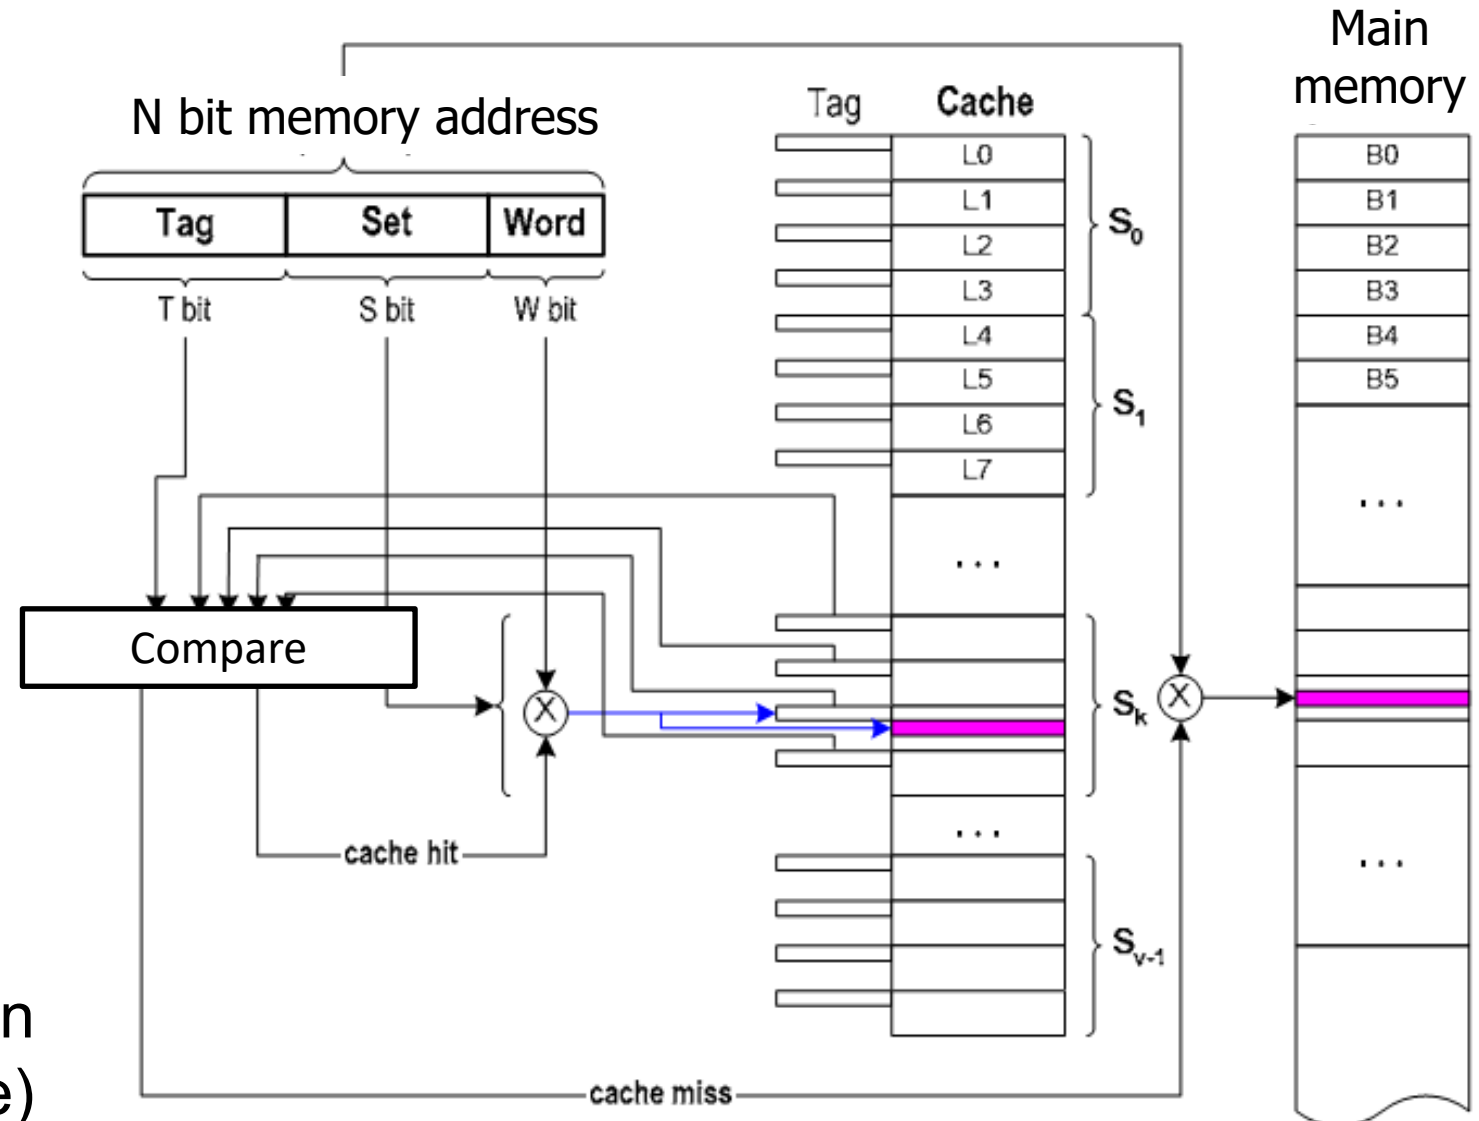 Main
memory
N bit memory address
Tag
Cache
Tag
Set
Word
T bit
S bit
W bit
L0
L1
L2
L3
L4
L5
L6
L7
...
...
S0
S1
Sk
Sv-1
B0
B1
B2
B3
B4
B5
...
...
Compare
X
X
cache hit
cache miss
n
e)